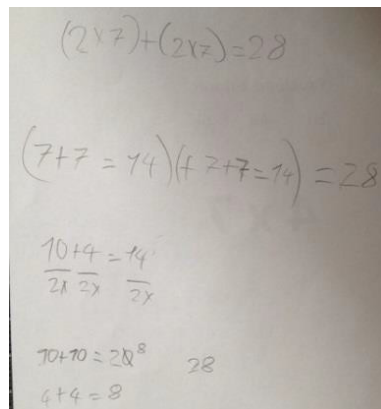 (2x7)+(2x7)=28
(7+7=14)(+7+7=14)=28
10+4=14
2x 2x 2x
10+10=20 8 28
4+4=8